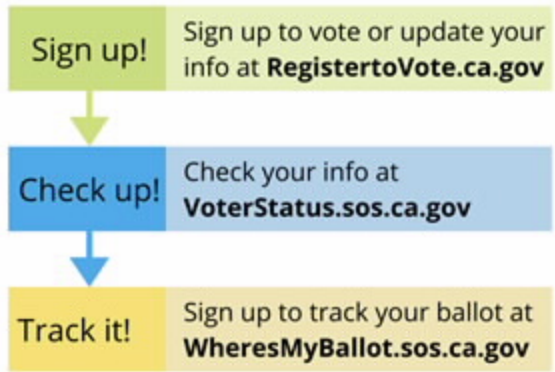 Sign up!
Sign up to vote or update your
info at RegistertoVote.ca.gov
Check up!
Check your info at
VoterStatus.sos.ca.gov
Track it!
Sign up to track your ballot at
WheresMyBallot.sos.ca.gov